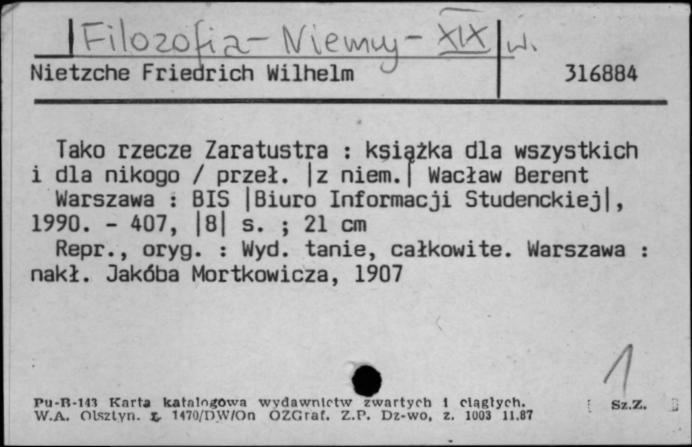 Filozofia - Niemcy - XIX w.
Nietzche Friedrich Wilhelm 316884
Tako rzecze Zaratustra : książka dla wszystkich
i dla nikogo / przeł. |z niem.| Wacław Berent
Warszawa : BIS |Biuro Informacji Studenckiej|,
1990. - 407, |8| s. ; 21 cm
Repr., oryg. : Wyd. tanie, całkowite. Warszawa :
nakł. Jakóba Mortkowicza, 1907
1
Pu-B-143 Karta katalogowa wydawnictw zwartych i ciągłych. Sz.Z.
W.A. Olsztyn. z. 1470/DW/On OZGraf. Z.P. Dz-wo, z. 1003 11.87